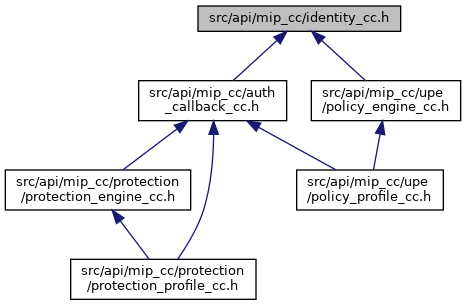 src/api/mip_cc/identity_cc.h
src/api/mip_cc/auth
_callback_cc.h
src/api/mip_cc/upe
/policy_engine_cc.h
src/api/mip_cc/protection
/protection_engine_cc.h
src/api/mip_cc/upe
/policy_profile_cc.h
src/api/mip_cc/protection
/protection_profile_cc.h